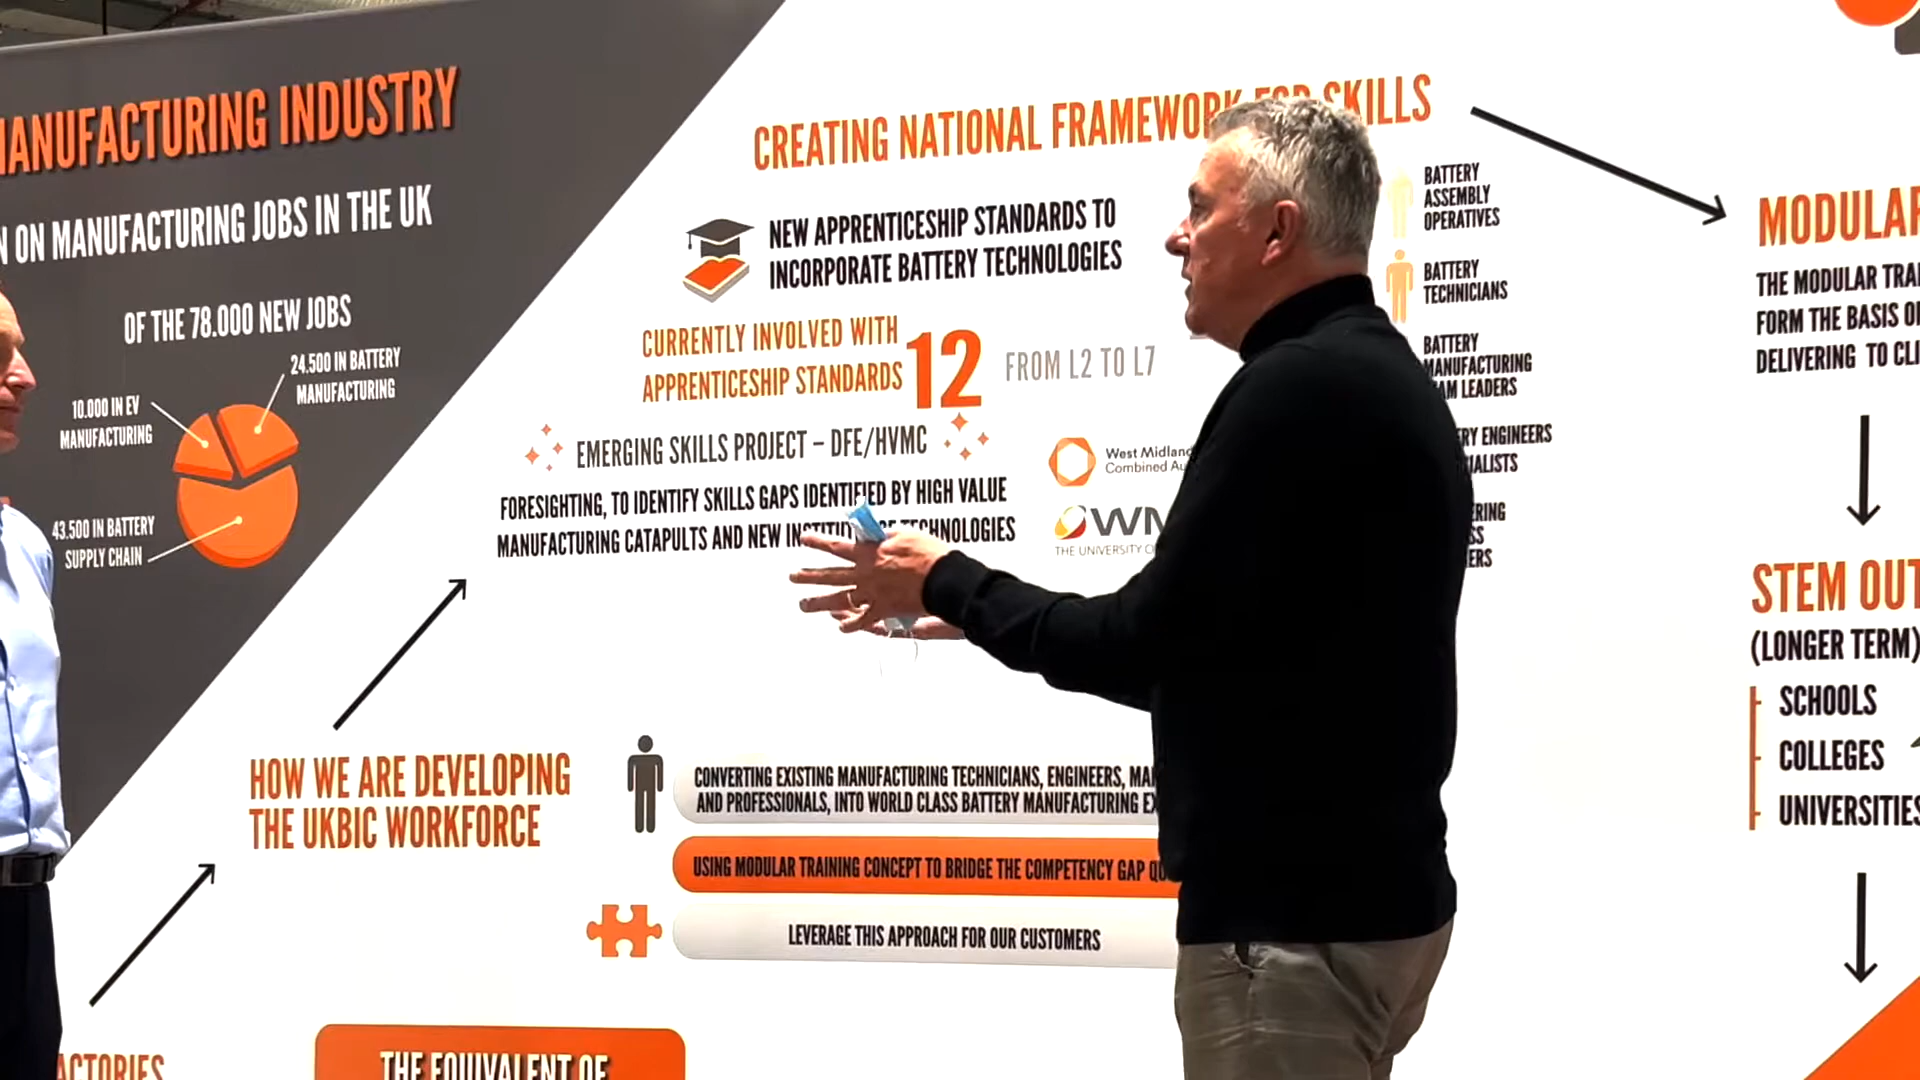 MANUFACTURING INDUSTRY
ON MANUFACTURING JOBS IN THE UK
OF THE 78.000 NEW JOBS
24.500 IN BATTERY
MANUFACTURING
10.000 IN EV
MANUFACTURING
43.500 IN BATTERY
SUPPLY CHAIN
CREATING NATIONAL FRAMEWORK FOR SKILLS
NEW APPRENTICESHIP STANDARDS TO
INCORPORATE BATTERY TECHNOLOGIES
CURRENTLY INVOLVED WITH
APPRENTICESHIP STANDARDS
12
FROM L2 TO L7
EMERGING SKILLS PROJECT – DFE/HVMC
FORESIGHTING, TO IDENTIFY SKILLS GAPS IDENTIFIED BY HIGH VALUE
MANUFACTURING CATAPULTS AND NEW TECHNOLOGIES
West
Combined
THE UNIVERSITY
BATTERY
ASSEMBLY
OPERATIVES
BATTERY
TECHNICIANS
BATTERY
MANUFACTURING
LEADERS
ENGINEERS
HOW WE ARE DEVELOPING
THE UKBIC WORKFORCE
CONVERTING EXISTING MANUFACTURING TECHNICIANS, ENGINEERS,
AND PROFESSIONALS, INTO WORLD CLASS BATTERY MANUFACTURING
USING MODULAR TRAINING CONCEPT TO BRIDGE THE COMPETENCY GAP
LEVERAGE THIS APPROACH FOR OUR CUSTOMERS
THE EQUIVALENT OF
MODULAR
THE MODULAR
FORM THE BASIS
DELIVERING TO
STEM
(LONGER TERM)
SCHOOLS
COLLEGES
UNIVERSITIES